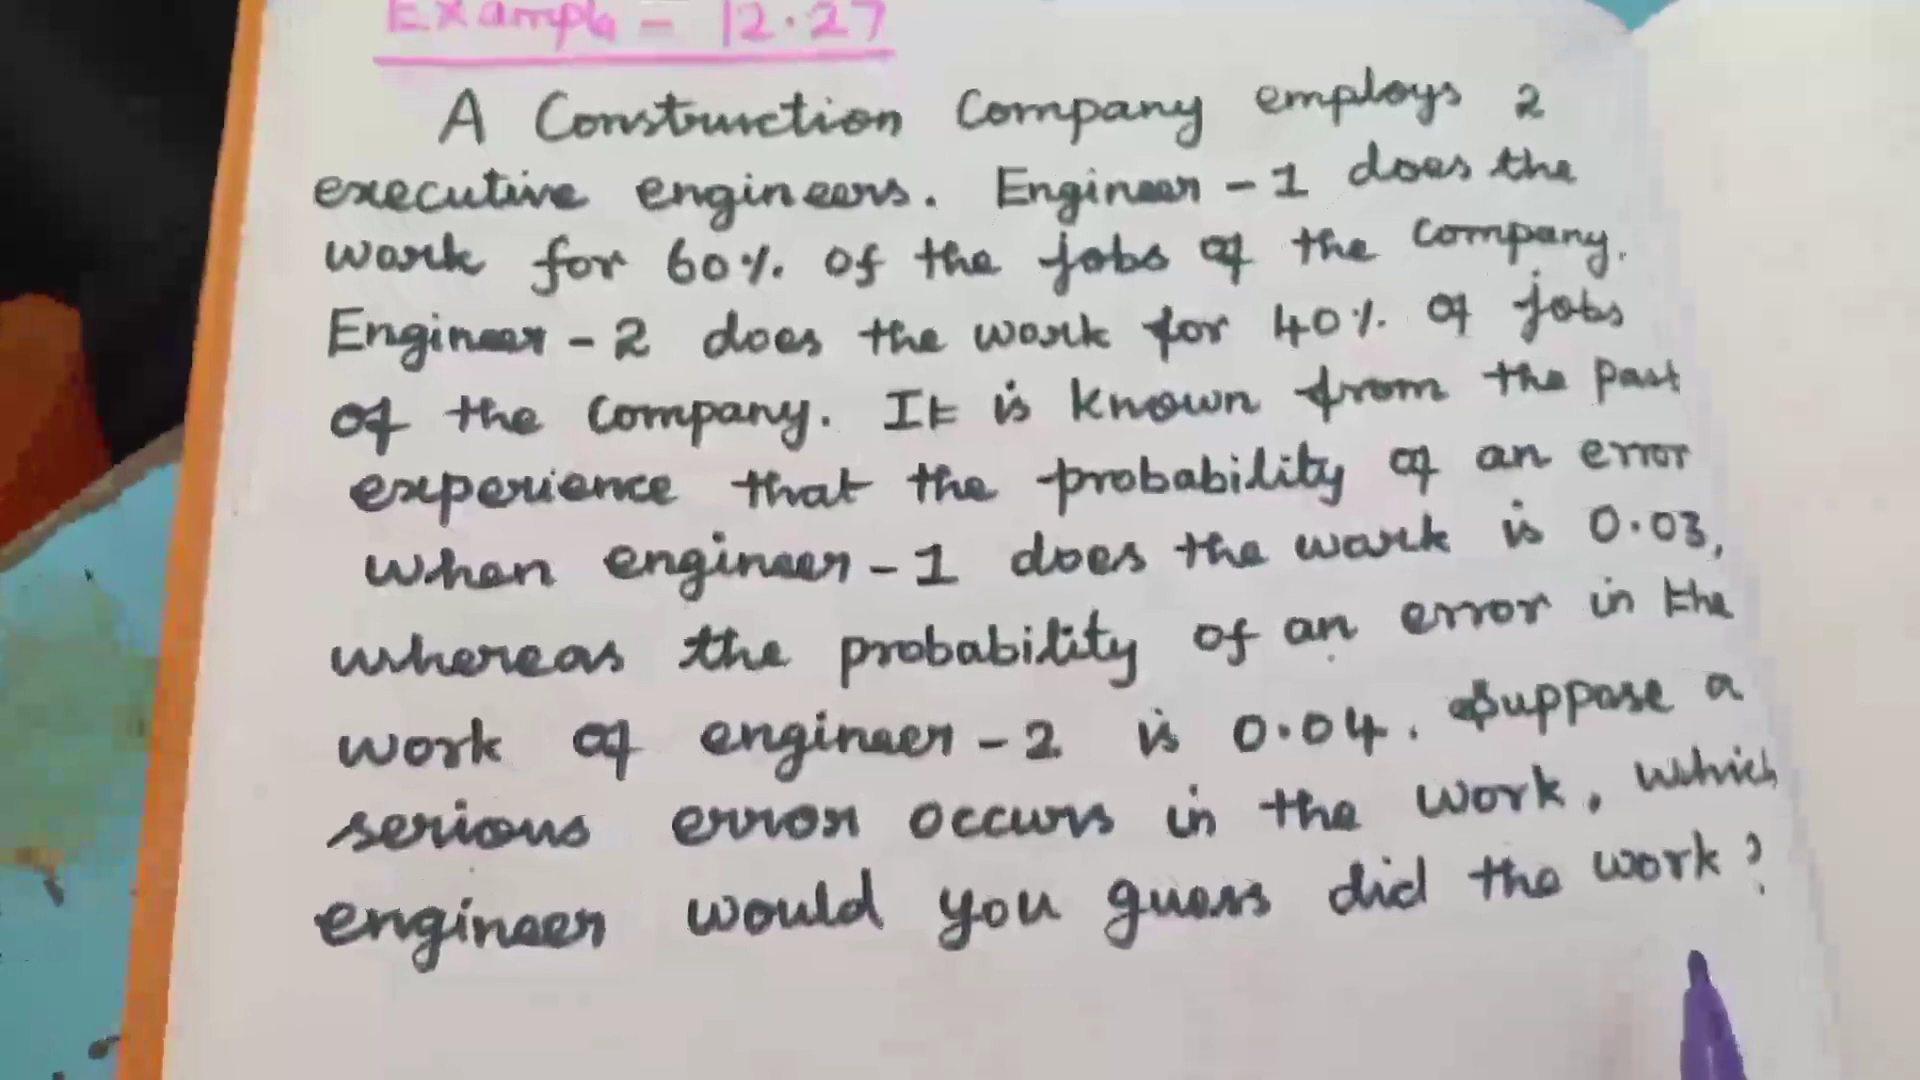 Example - 12.27
A Construction Company employs 2
executive engineers. Engineer - 1 does the
work for 60%. of the jobs of the company.
Engineer - 2 does the work for 40%. of jobs
of the company. It is known from the past
experience that the probability of an error
when engineer - 1 does the work is 0.03,
whereas the probability of an error in the
work of engineer - 2 is 0.04. Suppose a
serious error occurs in the work, which
engineer would you guess did the work?